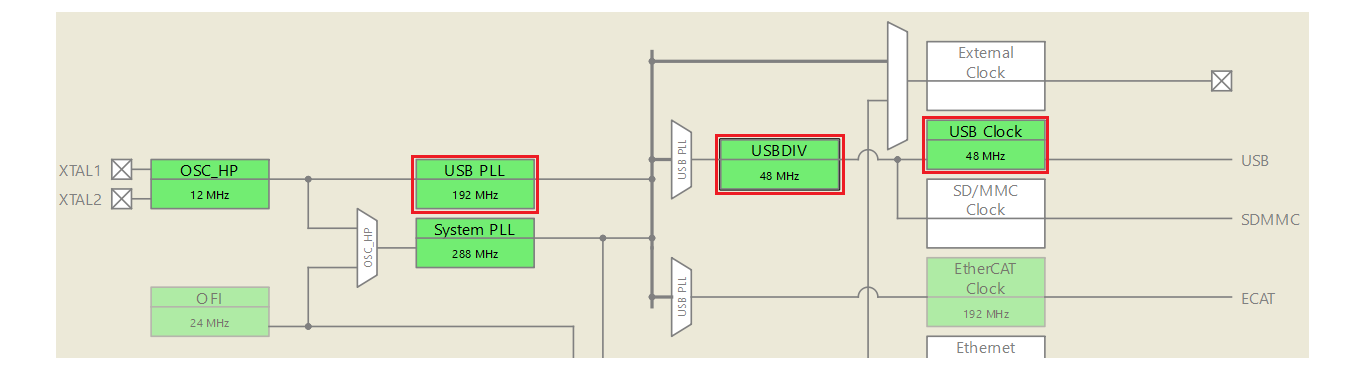 External
Clock
USB Clock
48 MHz
USB
USB PLL
USBDIV
48 MHz
XTAL1
XTAL2
OSC_HP
12 MHz
USB PLL
192 MHz
SD/MMC
Clock
SDMMC
System PLL
288 MHz
OSC_HP
EtherCAT
Clock
192 MHz
ECAT
USB PLL
OFI
24 MHz
Ethernet